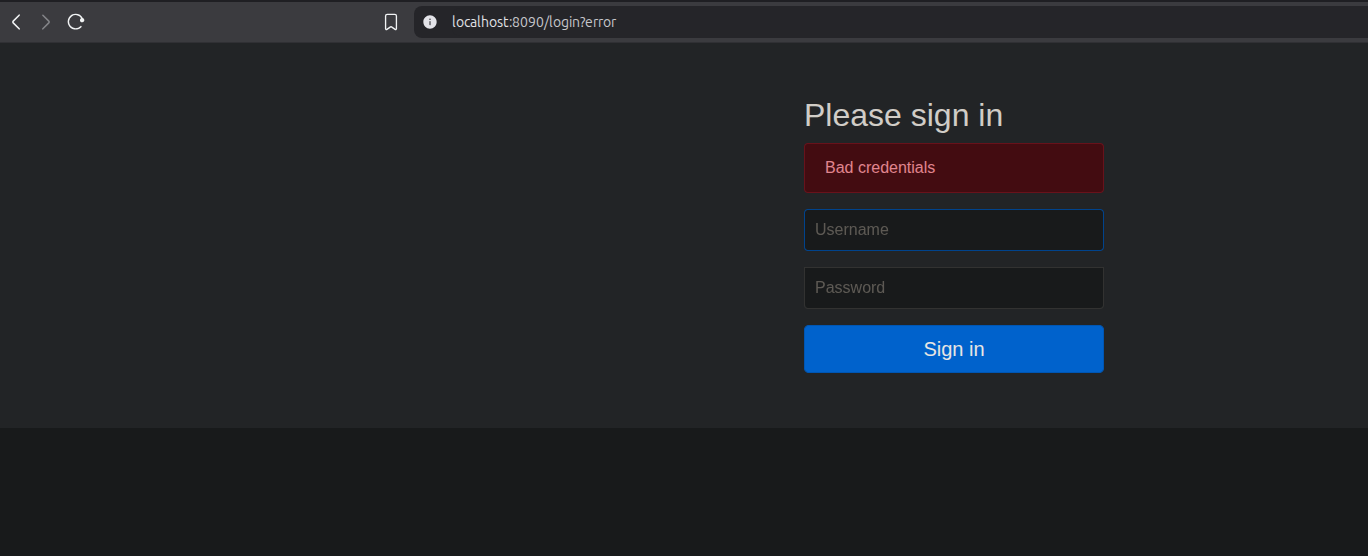 localhost:8090/login?error
Please sign in
Bad credentials
Username
Password
Sign in